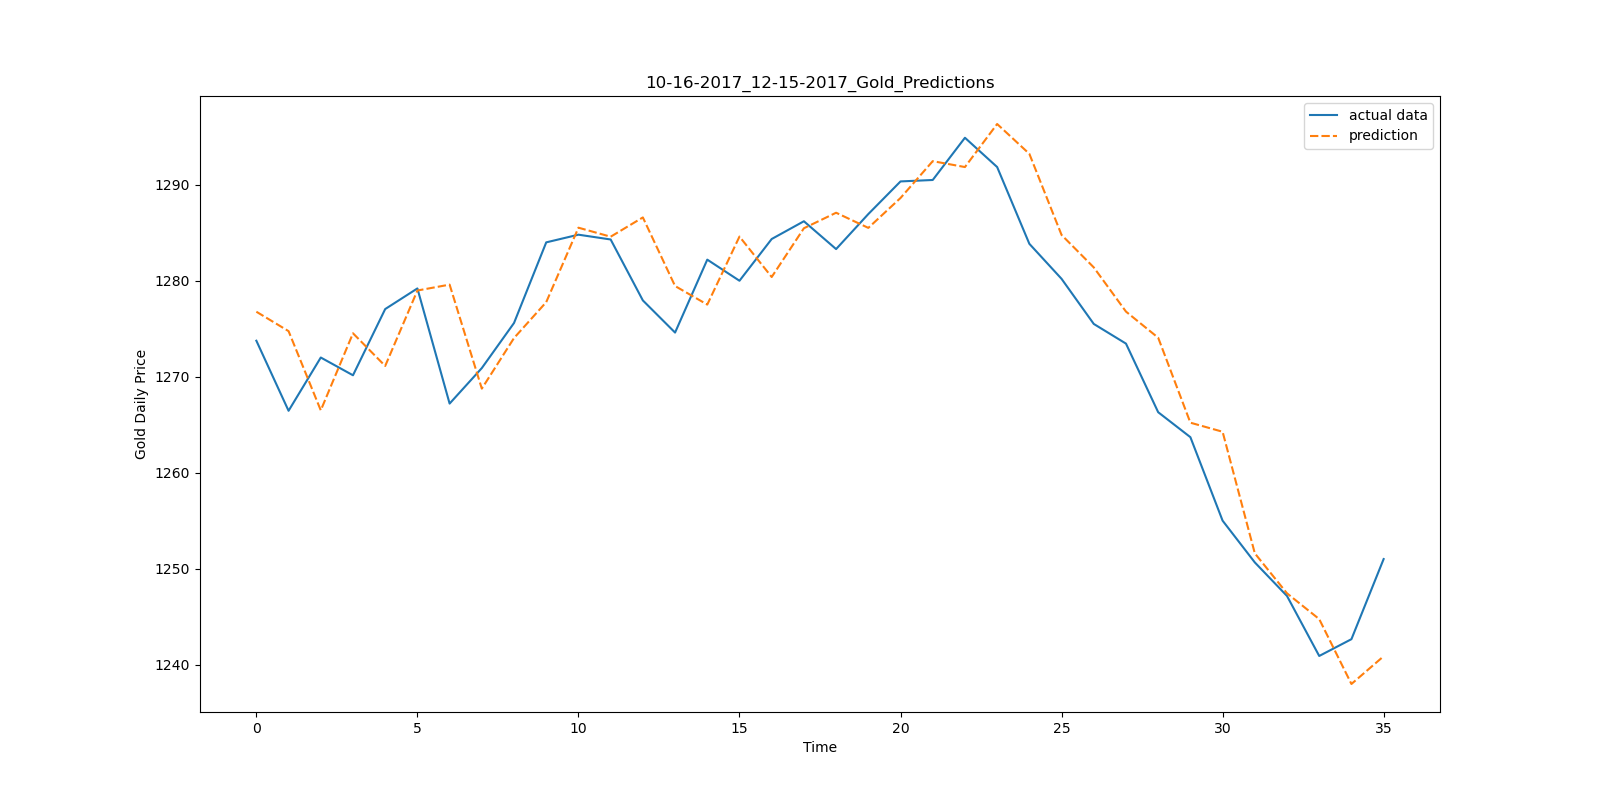 10-16-2017_12-15-2017_Gold_Predictions
actual data
prediction
Gold Daily Price
1290
1280
1270
1260
1250
1240
0 5 10 15 20 25 30 35
Time